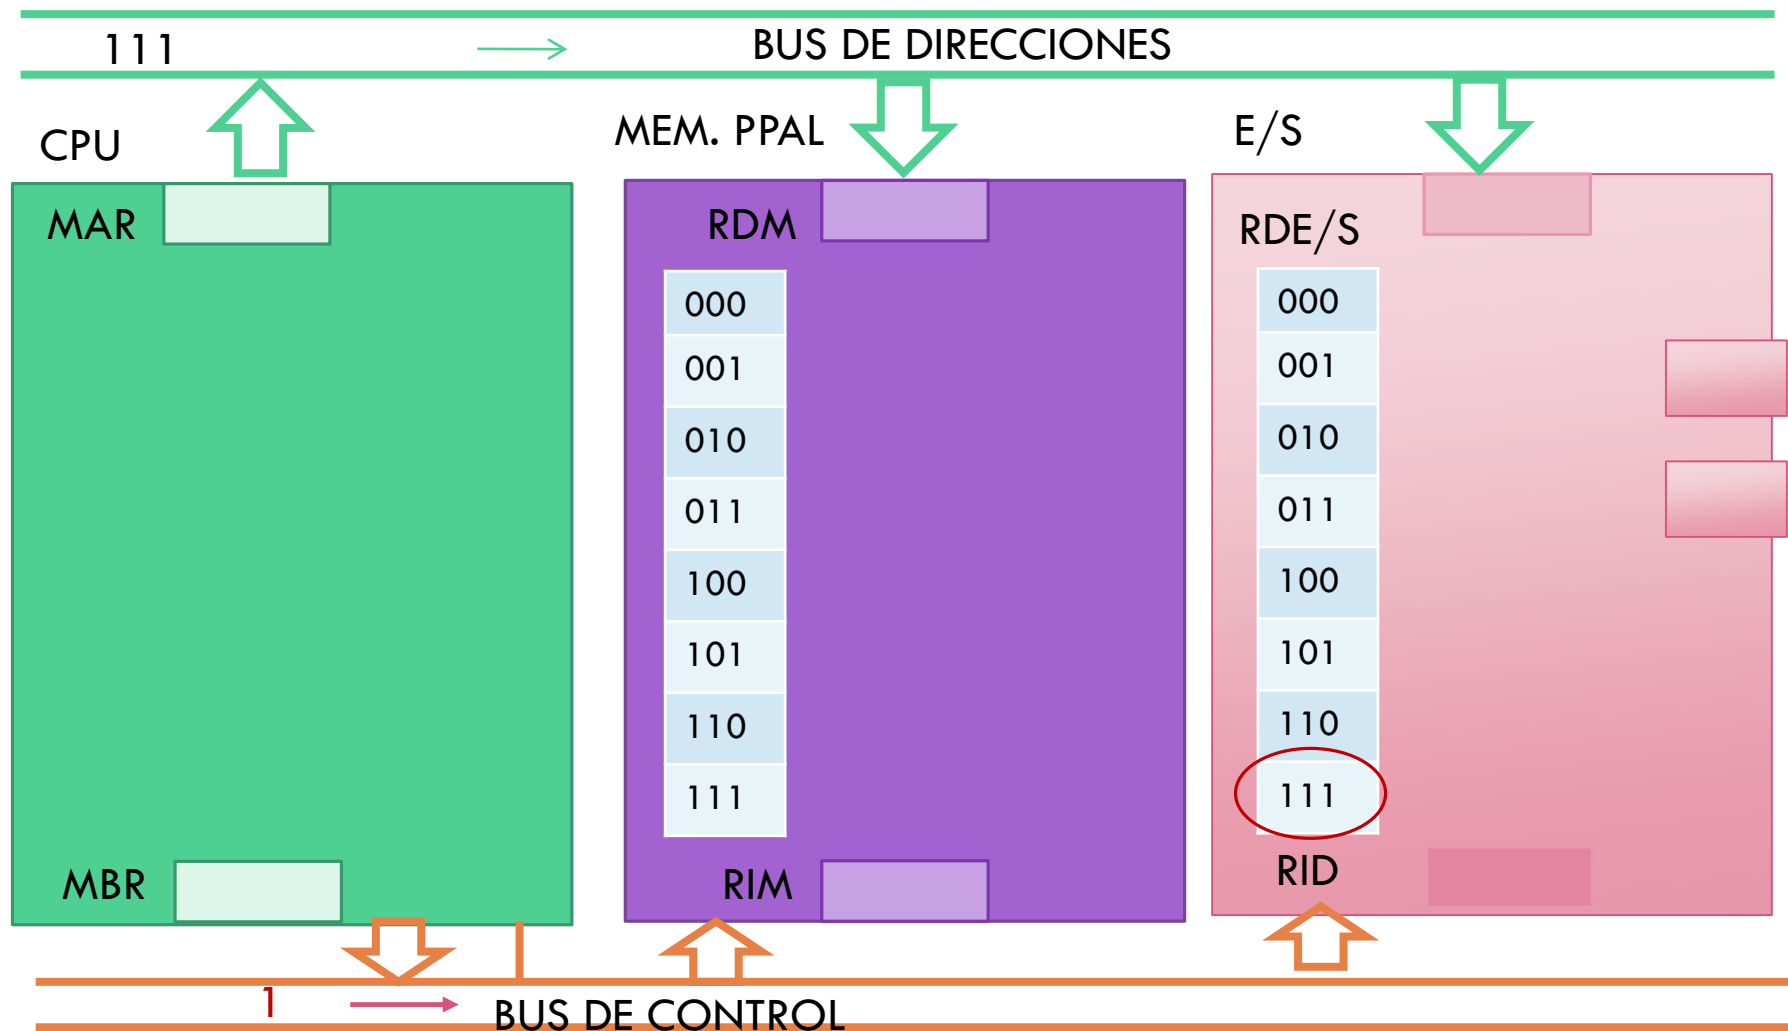 111
BUS DE DIRECCIONES
CPU
MEM. PPAL
E/S
MAR
RDM
RDE/S
000
001
010
011
100
101
110
111
000
001
010
011
100
101
110
111
MBR
RIM
RID
1
BUS DE CONTROL